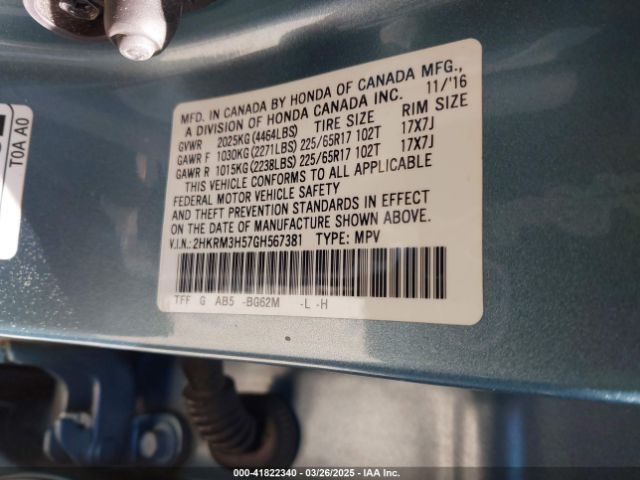 MFD. IN CANADA BY HONDA OF CANADA MFG.,
A DIVISION OF HONDA CANADA INC. 11/'16
GVWR 2025KG (4464LBS) TIRE SIZE RIM SIZE
GAWR F 1030KG (2271LBS) 225/65R17 102T 17X7J
GAWR R 1015KG (2238LBS) 225/65R17 102T 17X7J
THIS VEHICLE CONFORMS TO ALL APPLICABLE
FEDERAL MOTOR VEHICLE SAFETY
AND THEFT PREVENTION STANDARDS IN EFFECT
ON THE DATE OF MANUFACTURE SHOWN ABOVE.
V.I.N.: 2HKRM3H57GH567381 TYPE: MPV
TFF G AB5 -BG62M -L -H
T0A A0
000-41822340 • 03/26/2025 • IAA Inc.